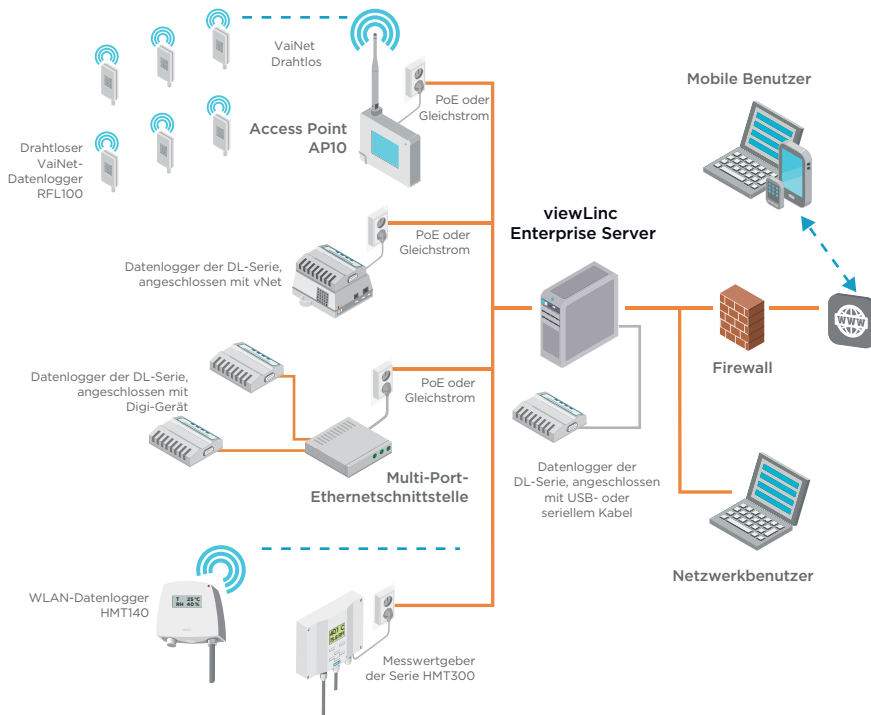 VaiNet
Drahtlos
Mobile Benutzer
PoE oder
Gleichstrom
Access Point
AP10
Drahtloser
VaiNet-
Datenlogger
RFL100
viewLinc
Enterprise Server
PoE oder
Gleichstrom
Datenlogger der DL-Serie,
angeschlossen mit vNet
WWW
Firewall
PoE oder
Gleichstrom
Datenlogger der DL-Serie,
angeschlossen mit
Digi-Gerät
Multi-Port-
Ethernetschnittstelle
Datenlogger der
DL-Serie, angeschlossen
mit USB- oder
seriellem Kabel
Netzwerkbenutzer
WLAN-Datenlogger
HMT140
T 25°C
RH 40%
Messwertgeber
der Serie HMT300